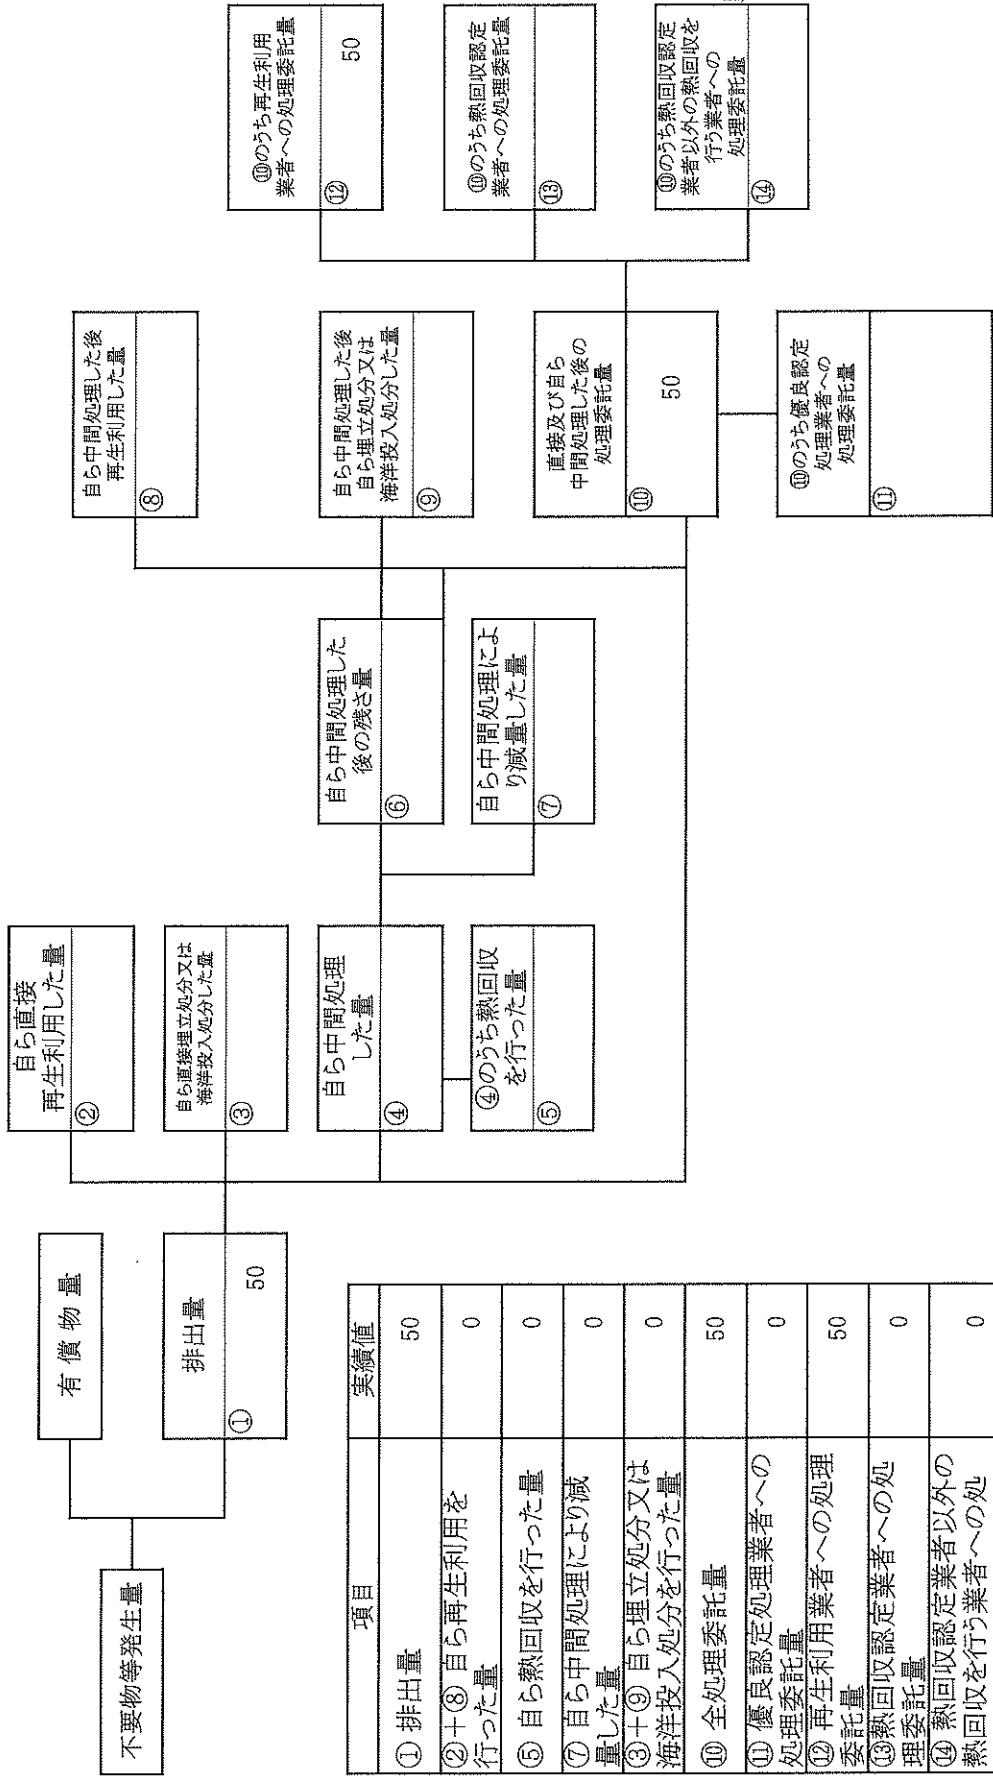 不要物等発生量
有償物量
排出量
①
50
自ら直接
再生利用した量
②
自ら直接埋立処分又は
海洋投入処分した量
③
自ら中間処理
した量
④
④のうち熱回収
を行った量
⑤
自ら中間処理した
後の残さ量
⑥
自ら中間処理によ
り減量した量
⑦
自ら中間処理した後
再生利用した量
⑧
自ら中間処理した後
自ら埋立処分又は
海洋投入処分した量
⑨
直接及び自ら
中間処理した後の
処理委託量
⑩
50
⑩のうち優良認定
処理業者への
処理委託量
⑪
⑩のうち再生利用
業者への処理委託量
⑫
50
⑩のうち熱回収認定
業者への処理委託量
⑬
⑩のうち熱回収認定
業者以外の熱回収を
行う業者への
処理委託量
⑭
項目 実績値
①排出量 50
②+⑧ 自ら再生利用を
行った量 0
⑤ 自ら熱回収を行った量 0
⑦ 自ら中間処理により減
量した量 0
③+⑨ 自ら埋立処分又は
海洋投入処分を行った量 0
⑩ 全処理委託量 50
⑪ 優良認定処理業者への
処理委託量 0
⑫ 再生利用業者への処理
委託量 50
⑬熱回収認定業者への処
理委託量 0
⑭ 熱回収認定業者以外の
熱回収を行う業者への処 0